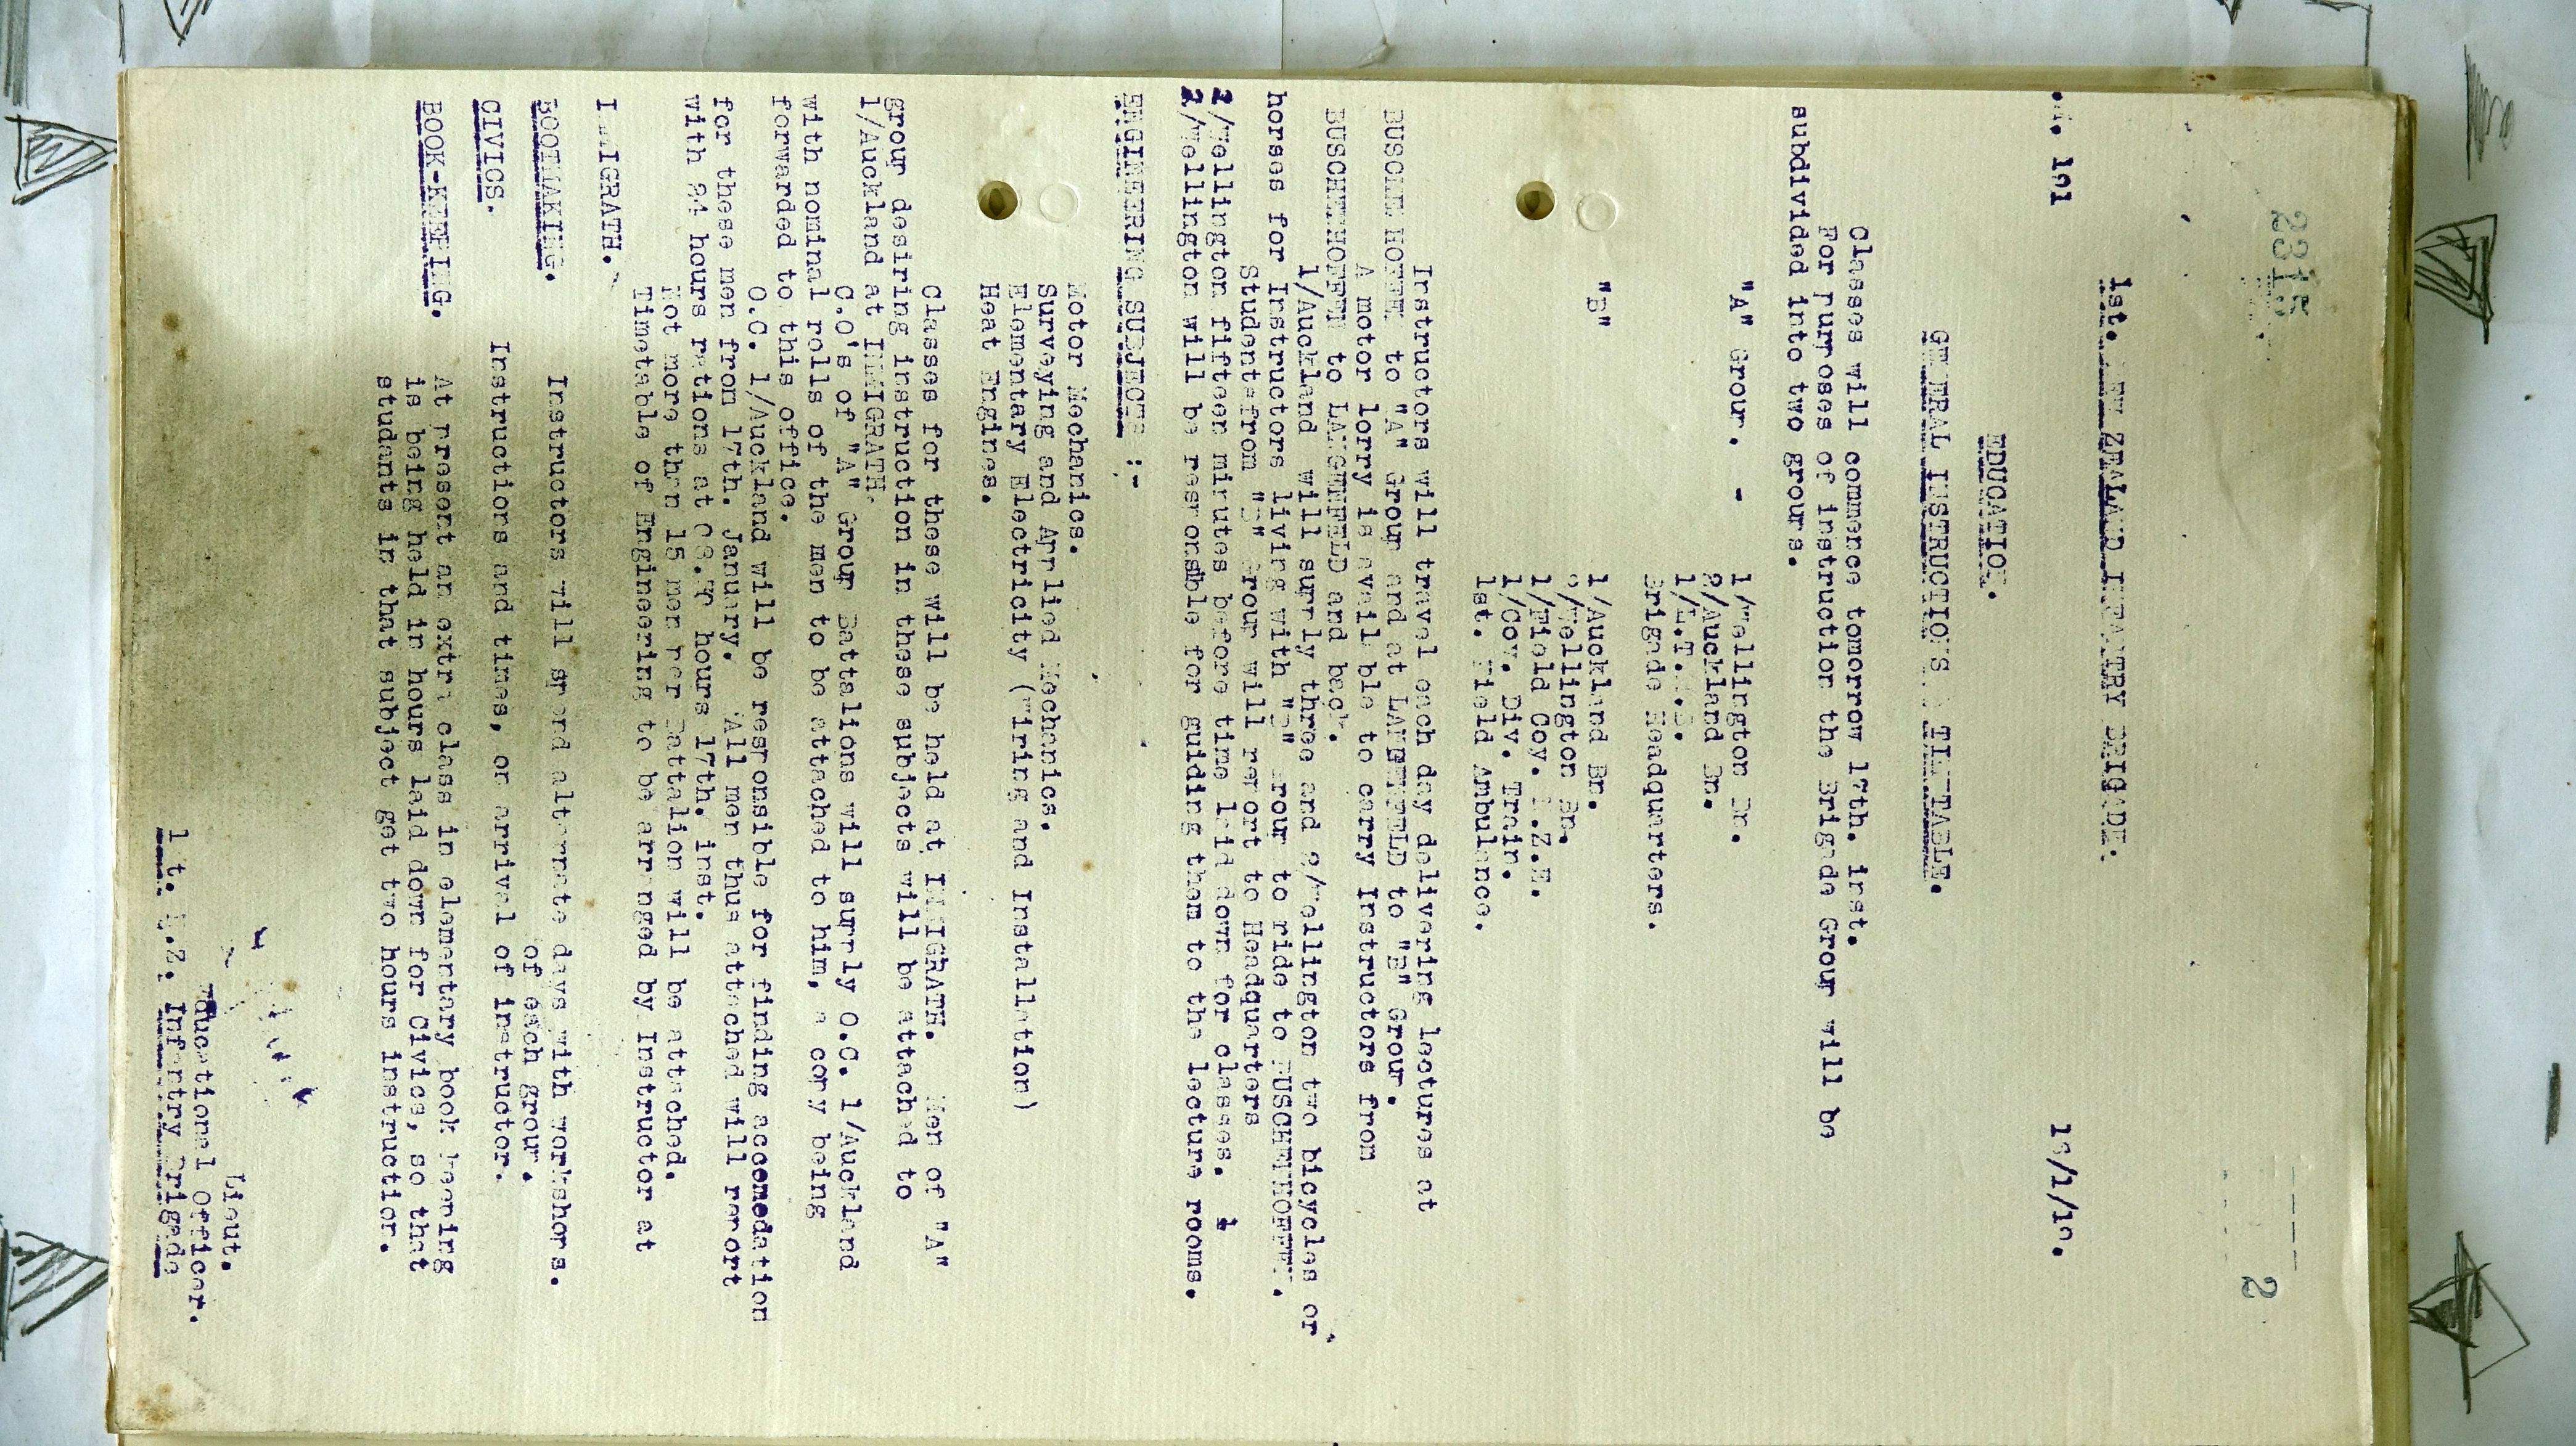 2315
2
1st. NEW ZEALAND INFANTRY BRIGADE.
. 191
16/1/19.
EDUCATION.
GENERAL INSTRUCTIONS TIMETABLE.
Classes will commence tomorrow 17th. inst.
For purposes of instruction the Brigade Group will be
subdivided into two groups.
"A" Group. - 1/Wellington Bn.
2/Auckland Bn.
1/L.T.M.B.
Brigade Headquarters.
"B" 1/Auckland Bn.
2/Wellington Bn.
1/Field Coy. N.Z.E.
1/Coy. Div. Train.
1st. Field Ambulance.
Instructors will travel each day delivering lectures at
BUSCHENHOFEN to "A" Group and at LANGENFELD to "B" Group.
A motor lorry is available to carry Instructors from
BUSCHENHOFEN to LANGENFELD and back.
1/Auckland will supply three and 2/Wellington two bicycles or
horses for Instructors living with "B" Group to ride to BUSCHENHOFEN.
Students from "B" Group will report to Headquarters
2/Wellington fifteen minutes before time laid down for classes. 1
2/Wellington will be responsible for guiding them to the lecture rooms.
ENGINEERING SUBJECTS :-
Motor Mechanics.
Surveying and Applied Mechanics.
Elementary Electricity (Wiring and Installation)
Heat Engines.
Classes for these will be held at IMMIGRATH. Men of "A"
group desiring instruction in these subjects will be attached to
1/Auckland at IMMIGRATH.
C.O's of "A" Group Battalions will supply O.C. 1/Auckland
with nominal rolls of the men to be attached to him, a copy being
forwarded to this office.
O.C. 1/Auckland will be responsible for finding accomedation
for these men from 17th. January. All men thus attached will report
with 24 hours rations at hours 17th. inst.
Not more than 15 men per Battalion will be attached.
Timetable of Engineering to be arranged by Instructor at
IMMIGRATH.
BOOTMAKING. Instructors will spend alternate days with workshops.
of each group.
CIVICS. Instructions and times, on arrival of instructor.
BOOK-KEEPING. At present an extra class in elementary book keeping
is being held in hours laid down for Civics, so that
students in that subject get two hours instruction.
Lieut.
Educational Officer.
1st. N.Z. Infantry Brigade